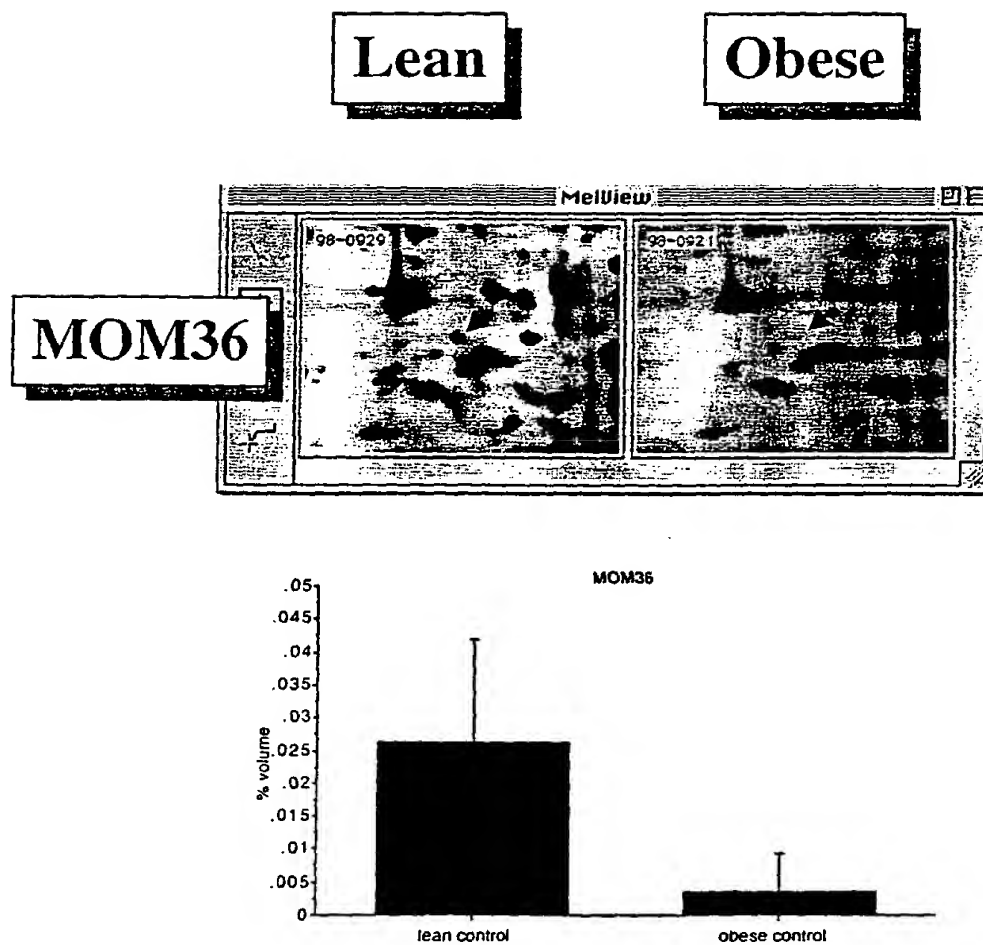 Lean
Obese
MelView
98-0929
98-0921
MOM36
MOM36
.05
.045
.04
.035
.03
.025
.02
.015
.01
.005
0
% volume
lean control
obese control